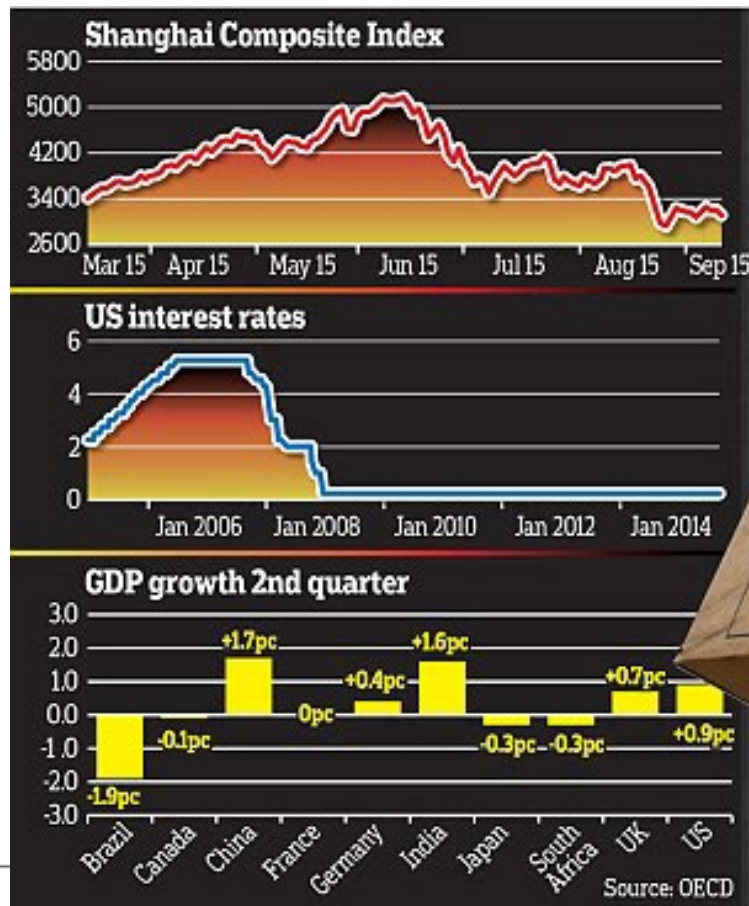 Shanghai Composite Index
5800
5000
4200
3400
2600
Mar 15 Apr 15 May 15 Jun 15 Jul 15 Aug 15 Sep 15
US interest rates
6
4
2
0
Jan 2006 Jan 2008 Jan 2010 Jan 2012 Jan 2014
GDP growth 2nd quarter
3.0
2.0
1.0
0.0
-1.0
-2.0
-3.0
-1.9pc -0.1pc +1.7pc 0pc +0.4pc +1.6pc -0.3pc -0.3pc +0.7pc +0.9pc
Brazil Canada China France Germany India Japan South Africa UK US
Source: OECD